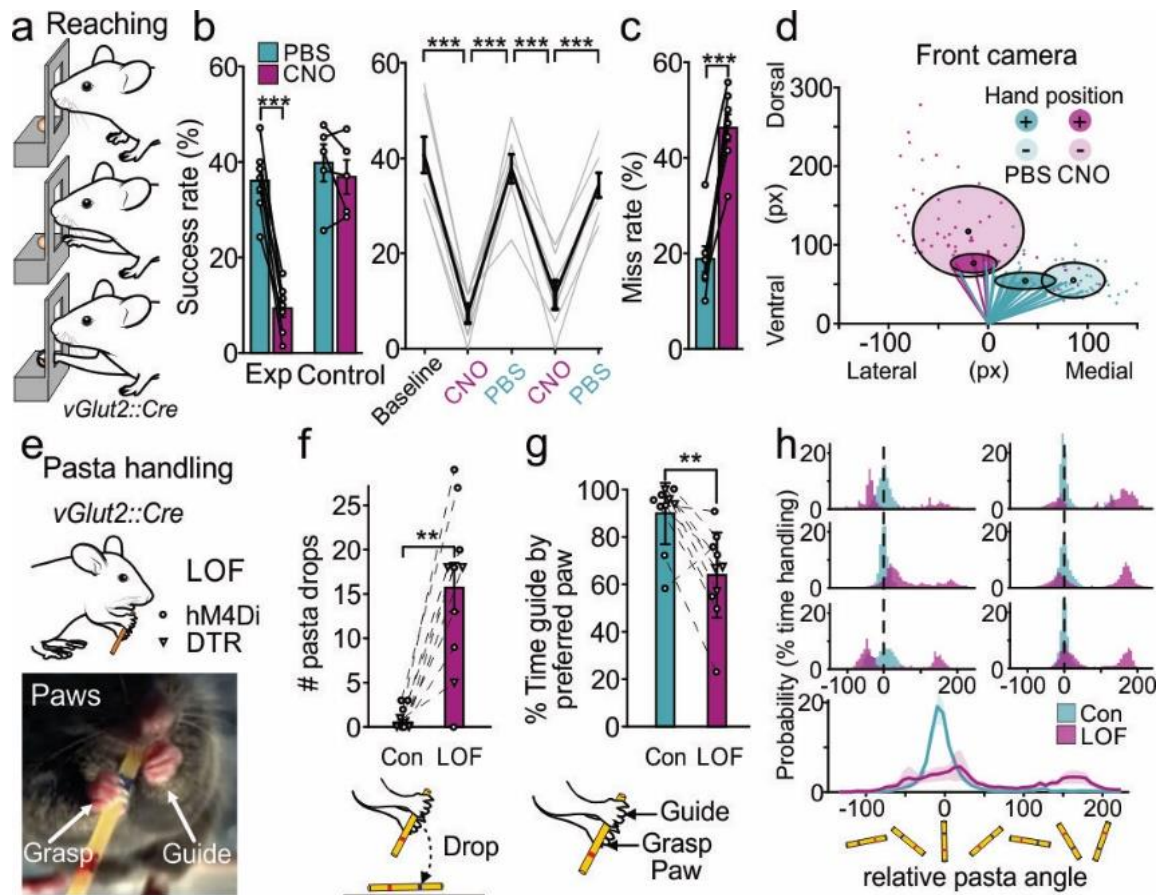 a Reaching
vGlut2::Cre
b
PBS
CNO
Success rate (%)
60
40
20
0
***
Exp Control
*** *** *** ***
60
40
20
0
Baseline
CNO
PBS
CNO
PBS
c
Miss rate (%)
60
40
20
0
***
d
Front camera
Hand position
+ +
- -
PBS CNO
Dorsal
(px)
Ventral
300
250
200
150
100
50
0
-100 0 100
Lateral (px) Medial
e
Pasta handling
vGlut2::Cre
LOF
hM4Di
DTR
Paws
Grasp
Guide
f
# pasta drops
25
20
15
10
5
0
**
Con LOF
Drop
g
% Time guide by
preferred paw
100
80
60
40
20
0
**
Con LOF
Guide
Grasp
Paw
h
Probability (% time handling)
20
0
20
0
20
0
20
0
20
0
20
0
-100 0 200
-100 0 200
20
0
Con
LOF
-100 0 100 200
relative pasta angle